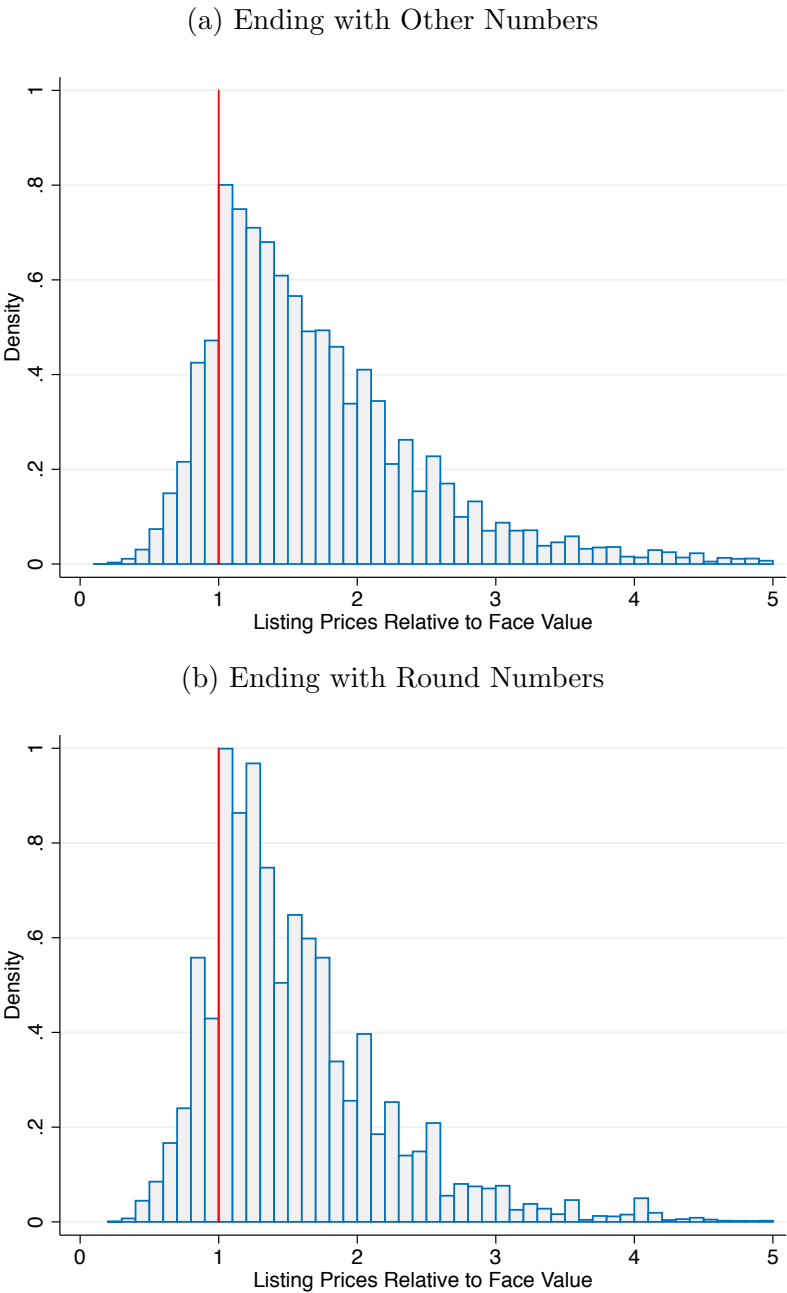 (a) Ending with Other Numbers
1
.8
.6
.4
.2
0
Density
0 1 2 3 4 5
Listing Prices Relative to Face Value
(b) Ending with Round Numbers
1
.8
.6
.4
.2
0
Density
0 1 2 3 4 5
Listing Prices Relative to Face Value